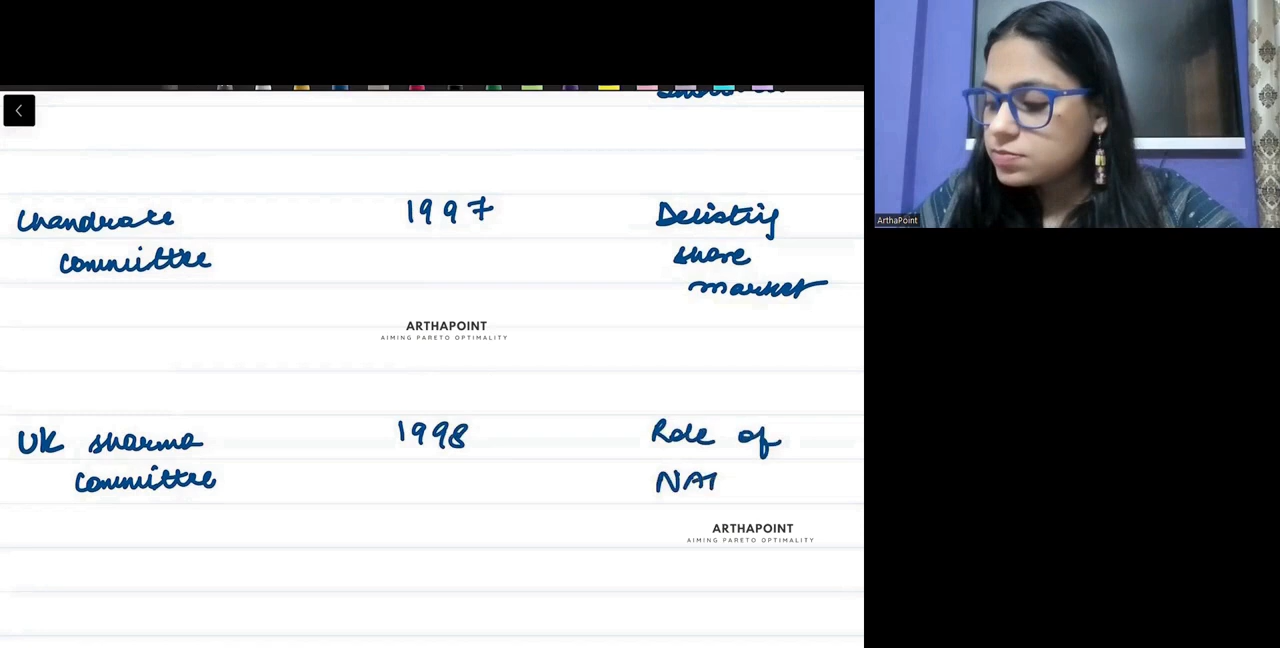 Chandrate 1997 Delisting
committee share
market
ARTHAPOINT
AIMING PARETO OPTIMALITY
UK Sharma 1998 Role of
committee NAI
ARTHAPOINT
AIMING PARETO OPTIMALITY
ArthaPoint